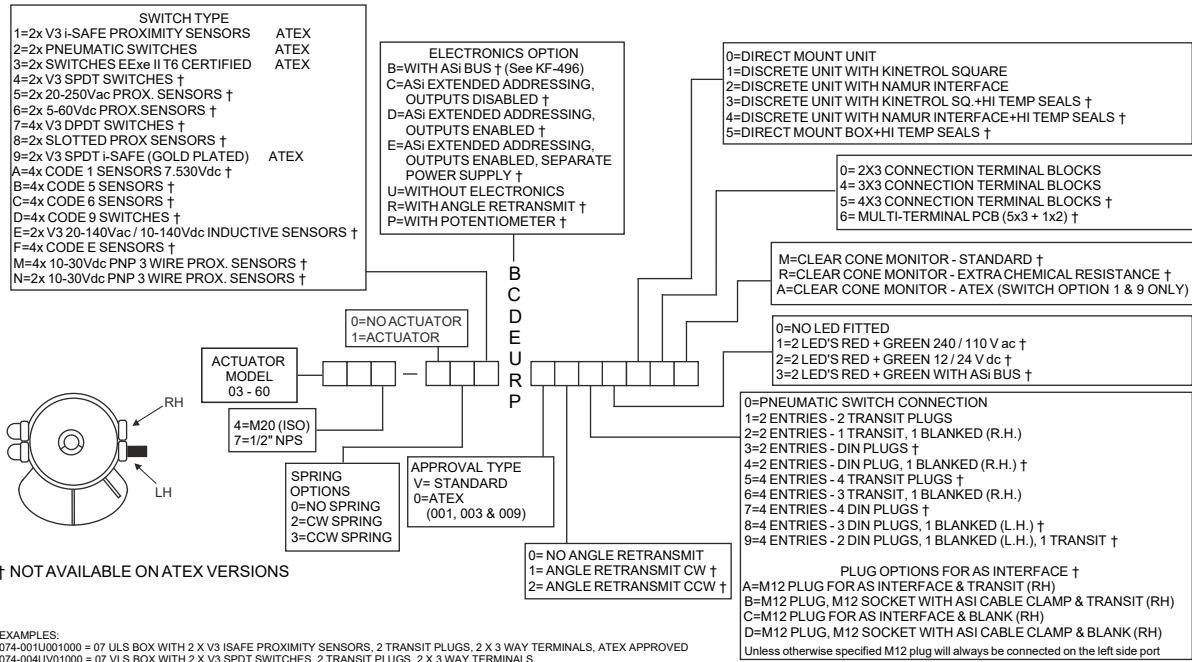 SWITCH TYPE
1=2x V3 i-SAFE PROXIMITY SENSORS ATEX
2=2x PNEUMATIC SWITCHES ATEX
3=2x SWITCHES EExe II T6 CERTIFIED ATEX
4=2x V3 SPDT SWITCHES †
5=2x 20-250Vac PROX. SENSORS †
6=2x 5-60Vdc PROX.SENSORS †
7=4x V3 DPDT SWITCHES †
8=2x SLOTTED PROX SENSORS †
9=2x V3 SPDT i-SAFE (GOLD PLATED) ATEX
A=4x CODE 1 SENSORS 7.530Vdc †
B=4x CODE 5 SENSORS †
C=4x CODE 6 SENSORS †
D=4x CODE 9 SWITCHES †
E=2x V3 20-140Vac / 10-140Vdc INDUCTIVE SENSORS †
F=4x CODE E SENSORS †
M=4x 10-30Vdc PNP 3 WIRE PROX. SENSORS †
N=2x 10-30Vdc PNP 3 WIRE PROX. SENSORS †
ELECTRONICS OPTION
B=WITH ASi BUS † (See KF-496)
C=ASi EXTENDED ADDRESSING,
OUTPUTS DISABLED †
D=ASi EXTENDED ADDRESSING,
OUTPUTS ENABLED †
E=ASi EXTENDED ADDRESSING,
OUTPUTS ENABLED, SEPARATE
POWER SUPPLY †
U=WITHOUT ELECTRONICS
R=WITH ANGLE RETRANSMIT †
P=WITH POTENTIOMETER †
0=DIRECT MOUNT UNIT
1=DISCRETE UNIT WITH KINETROL SQUARE
2=DISCRETE UNIT WITH NAMUR INTERFACE
3=DISCRETE UNIT WITH KINETROL SQ.+HI TEMP SEALS †
4=DISCRETE UNIT WITH NAMUR INTERFACE+HI TEMP SEALS †
5=DIRECT MOUNT BOX+HI TEMP SEALS †
0= 2X3 CONNECTION TERMINAL BLOCKS
4= 3X3 CONNECTION TERMINAL BLOCKS
5= 4X3 CONNECTION TERMINAL BLOCKS †
6= MULTI-TERMINAL PCB (5x3 + 1x2) †
M=CLEAR CONE MONITOR - STANDARD †
R=CLEAR CONE MONITOR - EXTRA CHEMICAL RESISTANCE †
A=CLEAR CONE MONITOR - ATEX (SWITCH OPTION 1 & 9 ONLY)
0=NO LED FITTED
1=2 LED'S RED + GREEN 240 / 110 V ac †
2=2 LED'S RED + GREEN 12 / 24 V dc †
3=2 LED'S RED + GREEN WITH ASi BUS †
B
C
D
E
U
R
P
0=NO ACTUATOR
1=ACTUATOR
ACTUATOR
MODEL
03 - 60
4=M20 (ISO)
7=1/2" NPS
SPRING
OPTIONS
0=NO SPRING
2=CW SPRING
3=CCW SPRING
APPROVAL TYPE
V= STANDARD
0=ATEX
(001, 003 & 009)
0= NO ANGLE RETRANSMIT
1= ANGLE RETRANSMIT CW †
2= ANGLE RETRANSMIT CCW †
0=PNEUMATIC SWITCH CONNECTION
1=2 ENTRIES - 2 TRANSIT PLUGS
2=2 ENTRIES - 1 TRANSIT, 1 BLANKED (R.H.)
3=2 ENTRIES - DIN PLUGS †
4=2 ENTRIES - DIN PLUG, 1 BLANKED (R.H.) †
5=4 ENTRIES - 4 TRANSIT PLUGS †
6=4 ENTRIES - 3 TRANSIT, 1 BLANKED (R.H.)
7=4 ENTRIES - 4 DIN PLUGS †
8=4 ENTRIES - 3 DIN PLUGS, 1 BLANKED (L.H.) †
9=4 ENTRIES - 2 DIN PLUGS, 1 BLANKED (L.H.), 1 TRANSIT †
PLUG OPTIONS FOR AS INTERFACE †
A=M12 PLUG FOR AS INTERFACE & TRANSIT (RH)
B=M12 PLUG, M12 SOCKET WITH ASI CABLE CLAMP & TRANSIT (RH)
C=M12 PLUG FOR AS INTERFACE & BLANK (RH)
D=M12 PLUG, M12 SOCKET WITH ASI CABLE CLAMP & BLANK (RH)
Unless otherwise specified M12 plug will always be connected on the left side port
RH
LH
† NOT AVAILABLE ON ATEX VERSIONS
EXAMPLES:
074-001U001000 = 07 ULS BOX WITH 2 X V3 ISAFE PROXIMITY SENSORS, 2 TRANSIT PLUGS, 2 X 3 WAY TERMINALS, ATEX APPROVED
074-004UV01000 = 07 VLS BOX WITH 2 X V3 SPDT SWITCHES, 2 TRANSIT PLUGS, 2 X 3 WAY TERMINALS